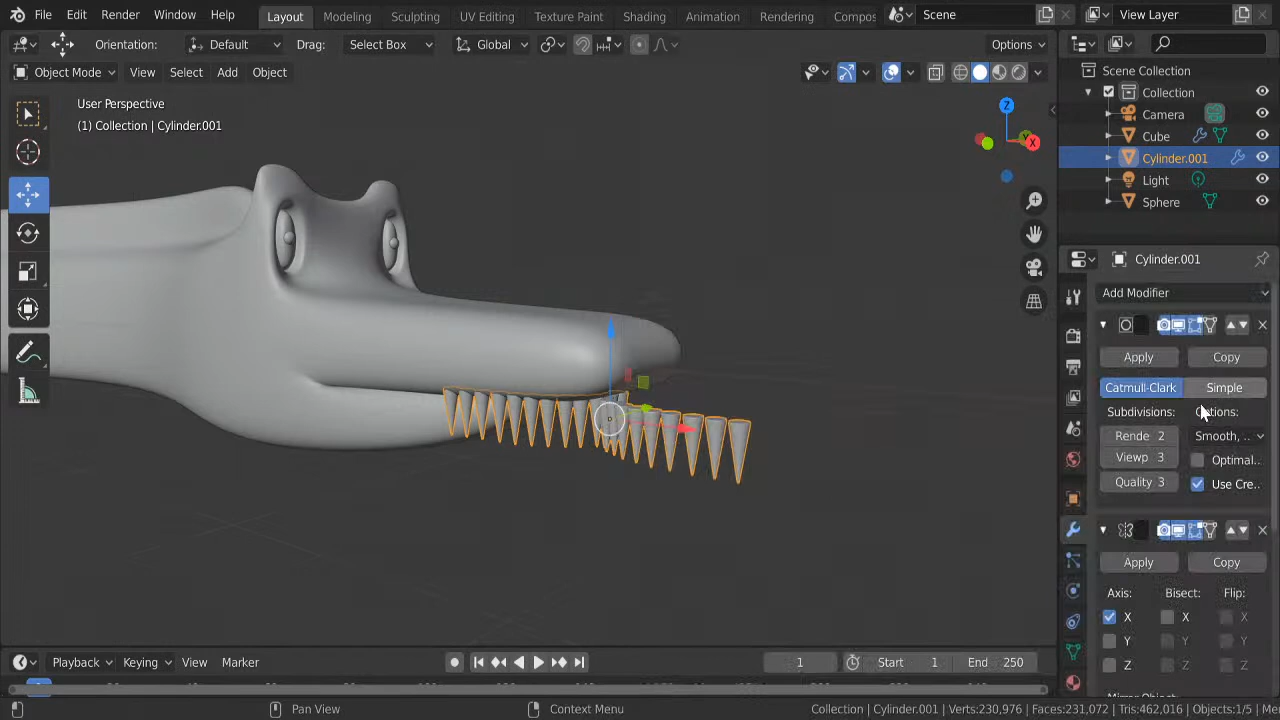 File Edit Render Window Help Layout Modeling Sculpting UV Editing Texture Paint Shading Animation Rendering Compos Scene View Layer
Orientation: Default Drag: Select Box Global Options
Object Mode View Select Add Object
Scene Collection
Collection
Camera
Cube
Cylinder.001
Light
Sphere
User Perspective
(1) Collection | Cylinder.001
Z
Y
X
Cylinder.001
Add Modifier
Apply Copy
Catmull-Clark Simple
Subdivisions: Options:
Rende 2 Smooth, ..
Viewp 3 Optimal..
Quality 3 Use Cre..
Apply Copy
Axis: Bisect: Flip:
X X X
Y Y Y
Z Z Z
Playback Keying View Marker 1 Start 1 End 250
Pan View Context Menu Collection | Cylinder.001 | Verts:230,976 | Faces:231,072 | Tris:462,016 | Objects:1/5 | Me